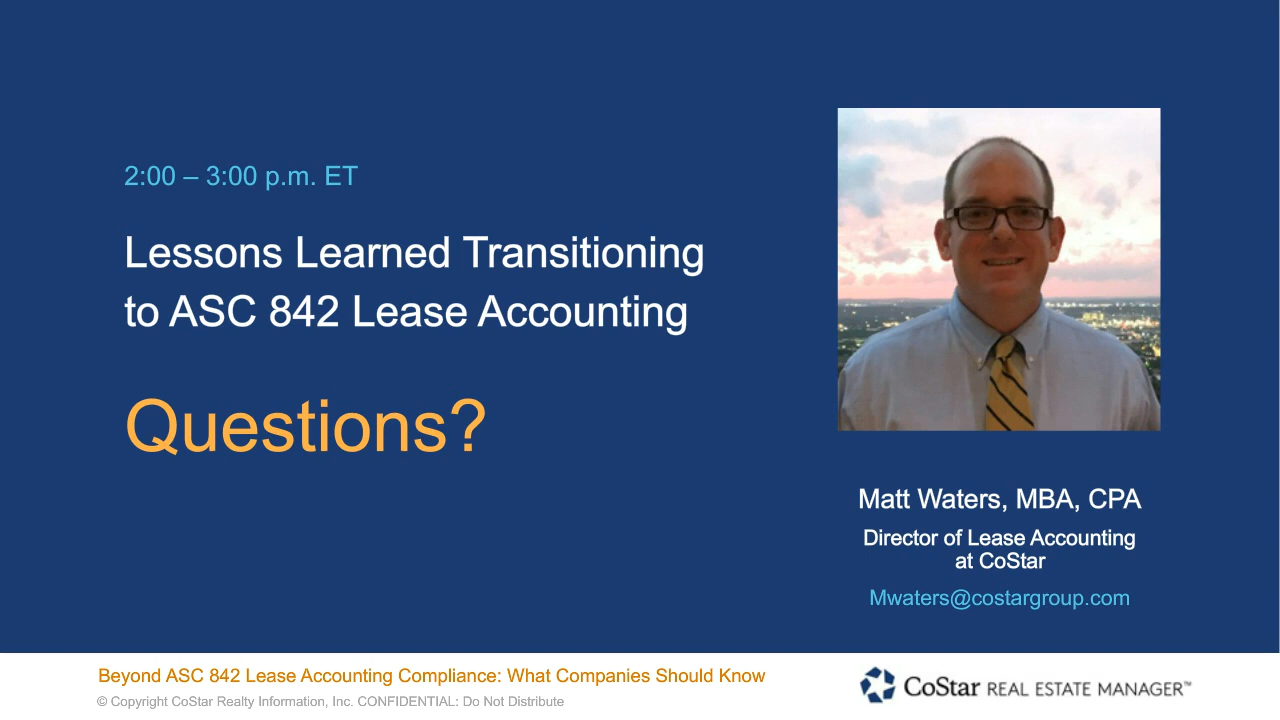 2:00 – 3:00 p.m. ET
Lessons Learned Transitioning
to ASC 842 Lease Accounting
Questions?
Matt Waters, MBA, CPA
Director of Lease Accounting
at CoStar
Mwaters@costargroup.com
Beyond ASC 842 Lease Accounting Compliance: What Companies Should Know
© Copyright CoStar Realty Information, Inc. CONFIDENTIAL: Do Not Distribute
CoStar REAL ESTATE MANAGER™